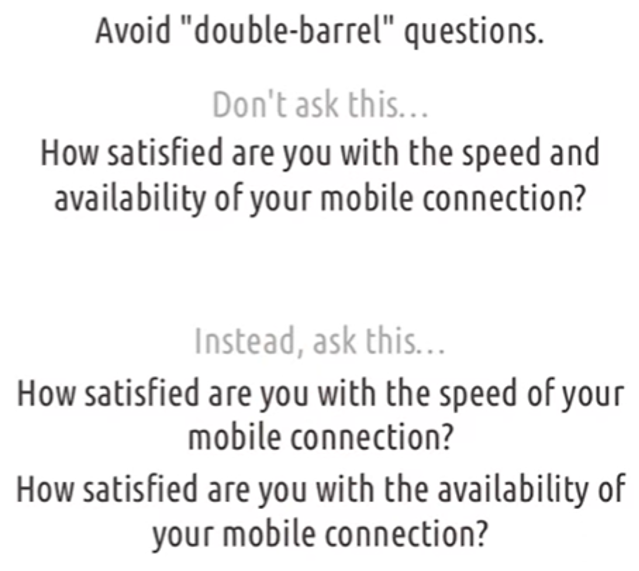 Avoid "double-barrel" questions.
Don't ask this...
How satisfied are you with the speed and
availability of your mobile connection?
Instead, ask this...
How satisfied are you with the speed of your
mobile connection?
How satisfied are you with the availability of
your mobile connection?